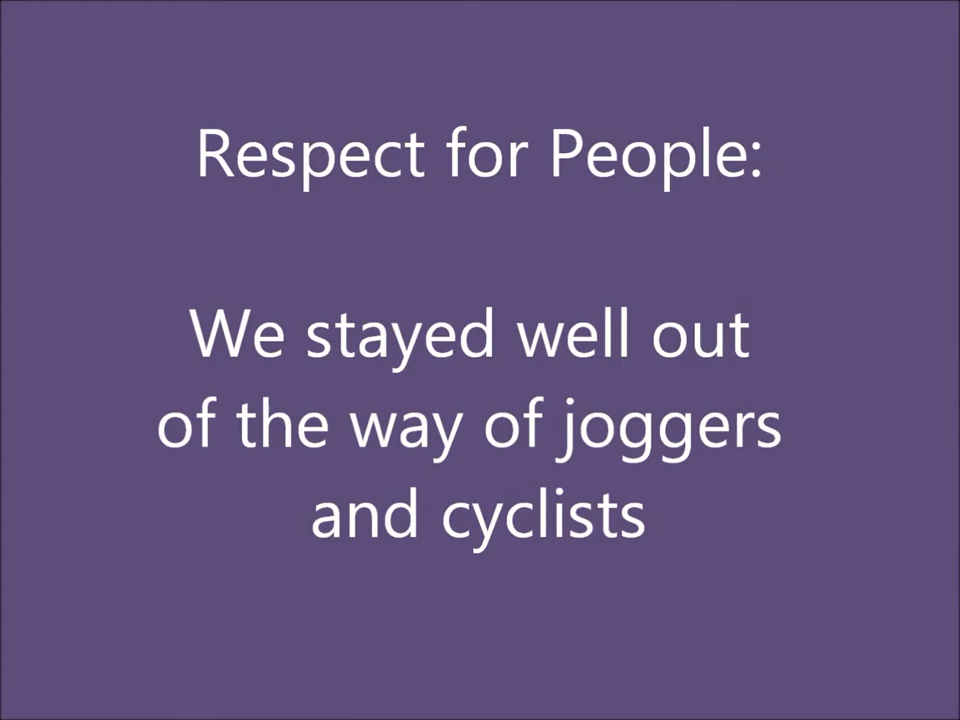 Respect for People:
We stayed well out
of the way of joggers
and cyclists